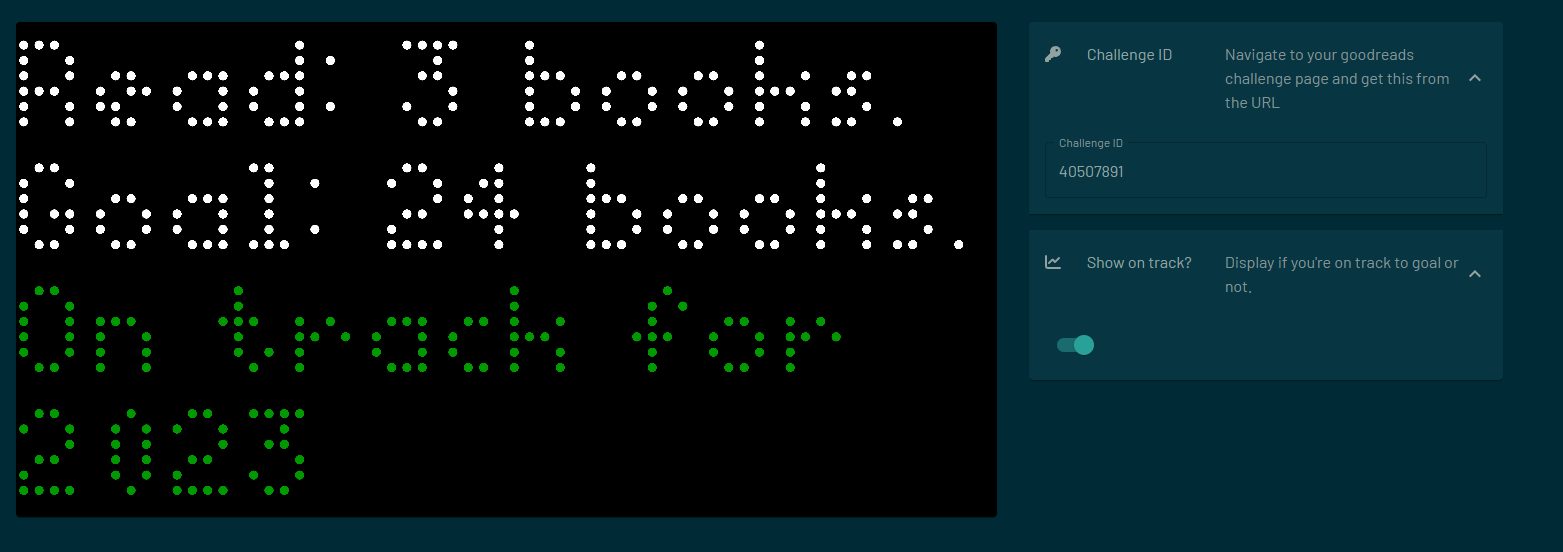 Read: 3 books.
Goal: 24 books.
On track for
2023
Challenge ID
Navigate to your goodreads
challenge page and get this from
the URL
Challenge ID
40507891
Show on track?
Display if you're on track to goal or
not.